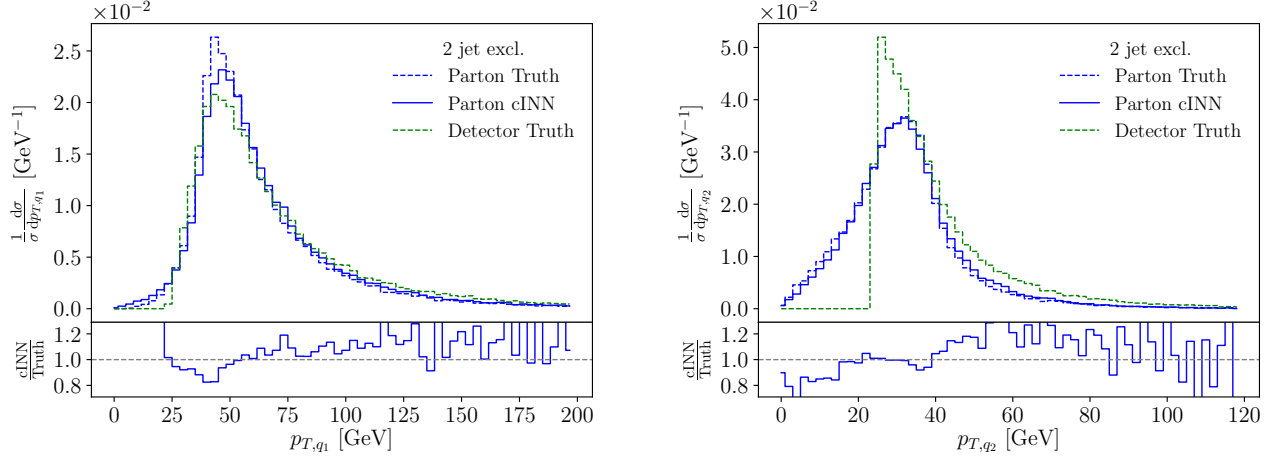 ×10⁻²
2 jet excl.
Parton Truth
Parton cINN
Detector Truth
1/σ dσ/dp_{T,q_1} [GeV⁻¹]
2.5
2.0
1.5
1.0
0.5
0.0
cINN/Truth
1.2
1.0
0.8
0 25 50 75 100 125 150 175 200
p_{T,q_1} [GeV]
×10⁻²
2 jet excl.
Parton Truth
Parton cINN
Detector Truth
1/σ dσ/dp_{T,q_2} [GeV⁻¹]
5.0
4.0
3.0
2.0
1.0
0.0
cINN/Truth
1.2
1.0
0.8
0 20 40 60 80 100 120
p_{T,q_2} [GeV]